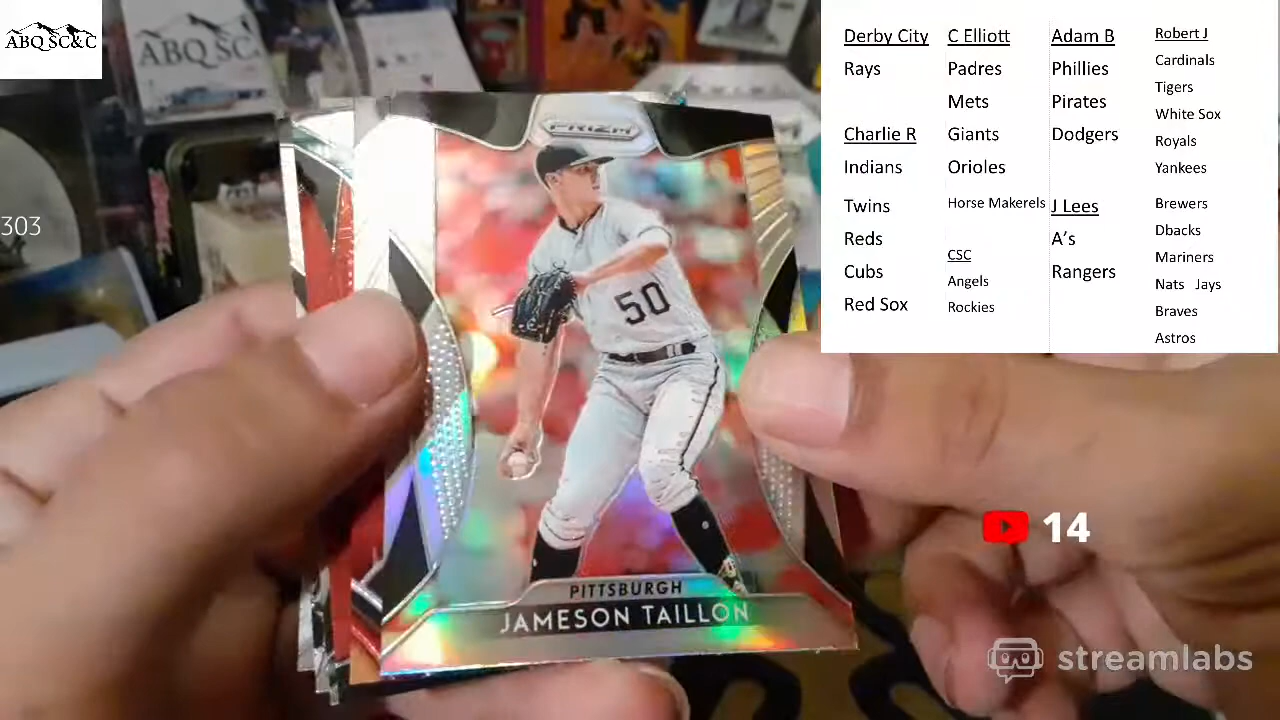 ABQ SC&C
ABQ SC&
303
PRIZM
50
PITTSBURGH
JAMESON TAILLON
Derby City
Rays
Charlie R
Indians
Twins
Reds
Cubs
Red Sox
C Elliott
Padres
Mets
Giants
Orioles
Horse Makerels
CSC
Angels
Rockies
Adam B
Phillies
Pirates
Dodgers
J Lees
A's
Rangers
Robert J
Cardinals
Tigers
White Sox
Royals
Yankees
Brewers
Dbacks
Mariners
Nats Jays
Braves
Astros
14
streamlabs